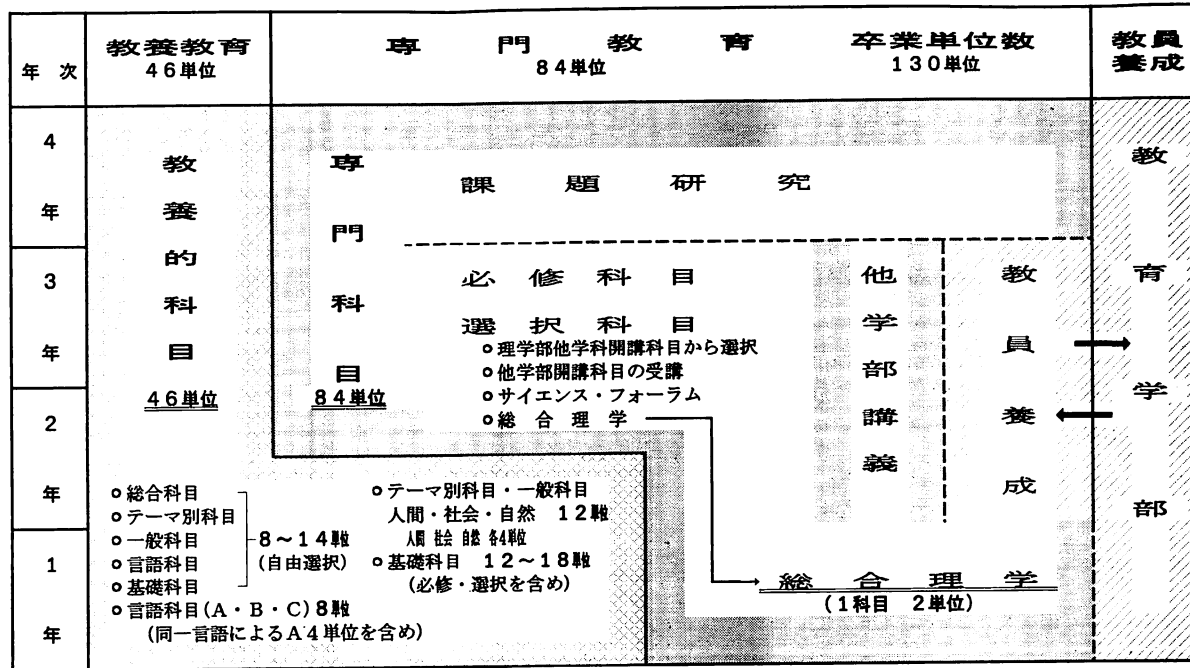 年次
教養教育
46単位
専門教育
84単位
卒業単位数
130単位
教員
養成
4
年
3
年
2
年
1
年
教養的科目
46単位
専門科目
84単位
課題研究
必修科目
選択科目
○理学部他学科開講科目から選択
○他学部開講科目の受講
○サイエンス・フォーラム
○総合理学
他学部講義
教員養成
教育学部
○総合科目
○テーマ別科目
○一般科目
○言語科目
○基礎科目
8~14単位
(自由選択)
○言語科目(A・B・C)8単位
(同一言語によるA4単位を含め)
○テーマ別科目・一般科目
人間・社会・自然 12単位
人間 社会 自然 各4単位
○基礎科目 12~18単位
(必修・選択を含め)
総合理学
(1科目 2単位)